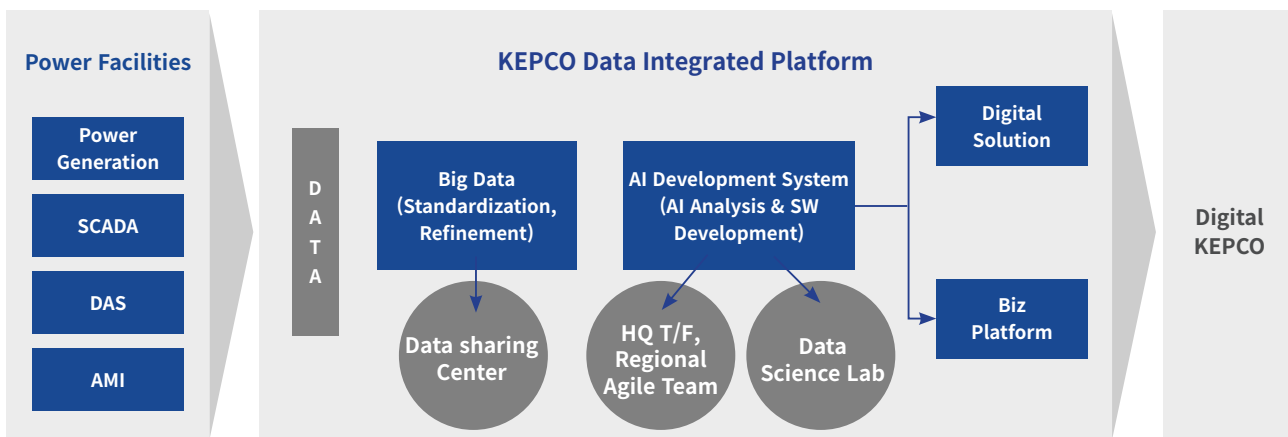 Power Facilities
Power
Generation
SCADA
DAS
AMI
KEPCO Data Integrated Platform
D
A
T
A
Big Data
(Standardization,
Refinement)
Data sharing
Center
AI Development System
(AI Analysis & SW
Development)
HQ T/F,
Regional
Agile Team
Data
Science Lab
Digital
Solution
Biz
Platform
Digital
KEPCO